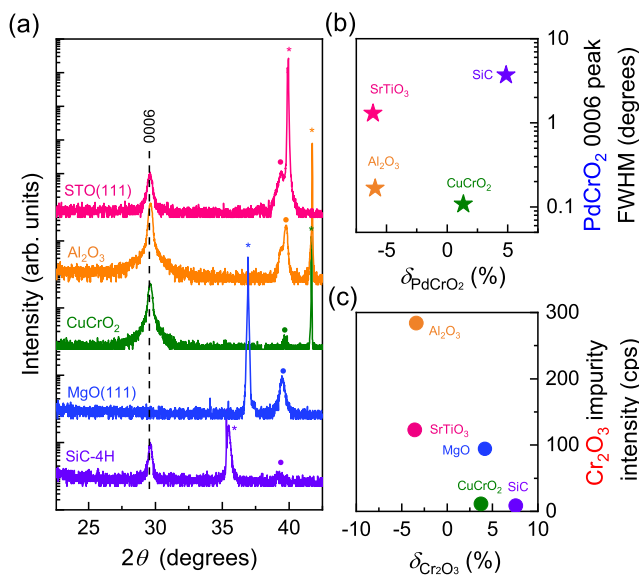 (a)
Intensity (arb. units)
0006
*
*
STO(111)
Al₂O₃
*
*
CuCrO₂
MgO(111)
SiC-4H
*
25 30 35 40
2θ (degrees)
(b)
SiC
SrTiO₃
Al₂O₃
CuCrO₂
10
1
0.1
PdCrO₂ 0006 peak
FWHM (degrees)
-5 0 5
δPdCrO₂ (%)
(c)
Al₂O₃
SrTiO₃
MgO
CuCrO₂ SiC
300
200
100
0
Cr₂O₃ impurity
intensity (cps)
-10 -5 0 5 10
δCr₂O₃ (%)